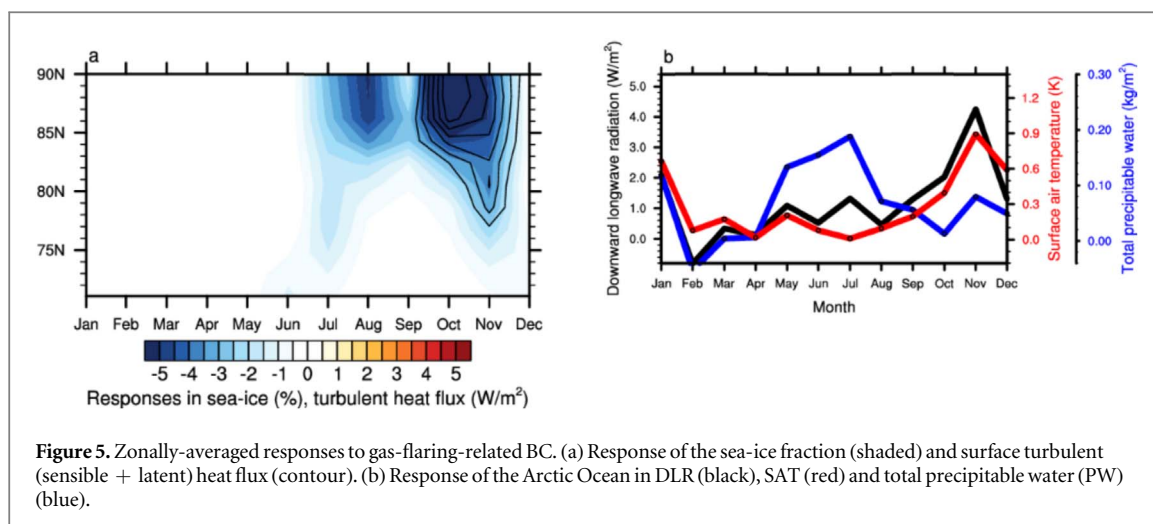 a
90N
85N
80N
75N
Jan Feb Mar Apr May Jun Jul Aug Sep Oct Nov Dec
-5 -4 -3 -2 -1 0 1 2 3 4 5
Responses in sea-ice (%), turbulent heat flux (W/m²)
b
Downward longwave radiation (W/m²)
5.0
4.0
3.0
2.0
1.0
0.0
1.2
0.9
0.6
0.3
0.0
Surface air temperature (K)
0.30
0.20
0.10
0.00
Total precipitable water (kg/m²)
Jan Feb Mar Apr May Jun Jul Aug Sep Oct Nov Dec
Month
Figure 5. Zonally-averaged responses to gas-flaring-related BC. (a) Response of the sea-ice fraction (shaded) and surface turbulent
(sensible + latent) heat flux (contour). (b) Response of the Arctic Ocean in DLR (black), SAT (red) and total precipitable water (PW)
(blue).